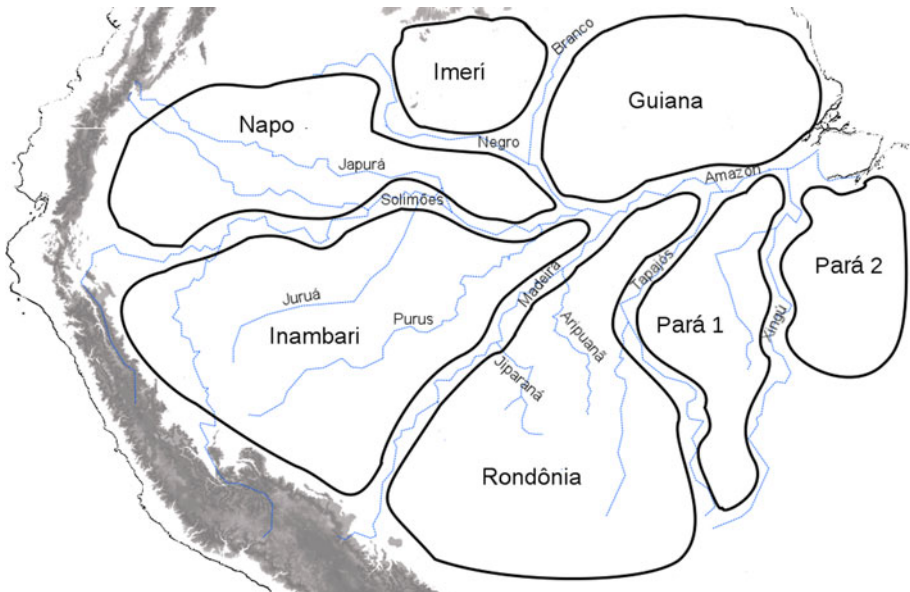 Imerí
Branco
Guiana
Napo
Negro
Japurá
Amazon
Solimões
Pará 2
Madeira
Tapajós
Juruá
Purus
Inambari
Aripuanã
Pará 1
Xingú
Jiparaná
Rondônia